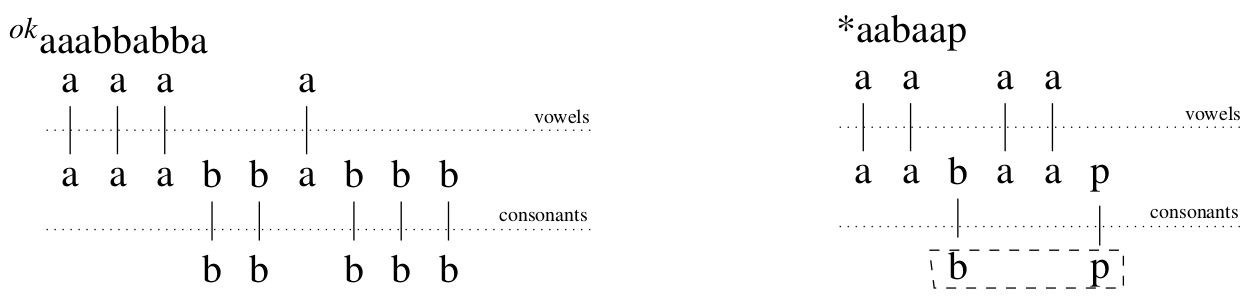 ok aaabbabba
a a a a
vowels
a a a b b a b b b
consonants
b b b b b
*aabaap
a a a a
vowels
a a b a a p
consonants
b p